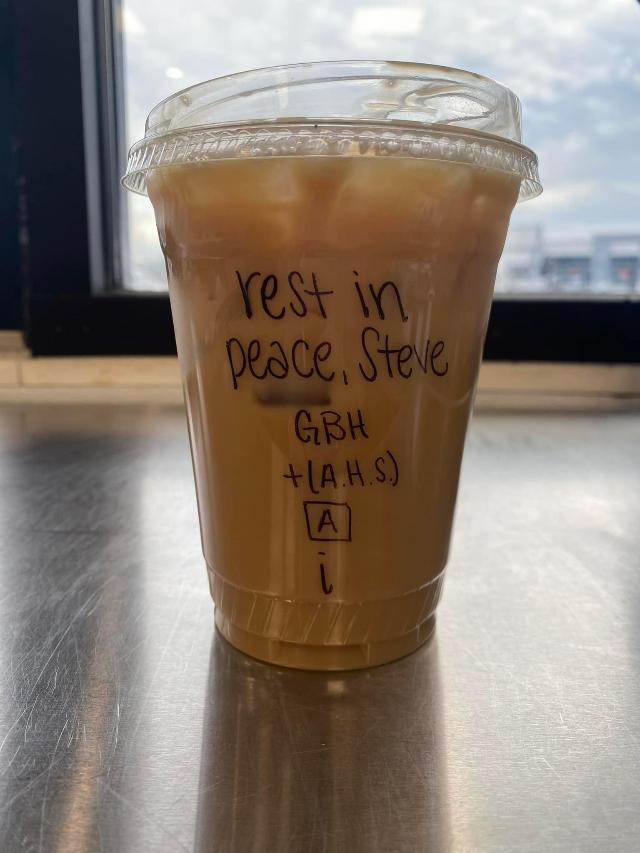 rest in
peace, Steve
GBH
+(A.H.S.)
A
i